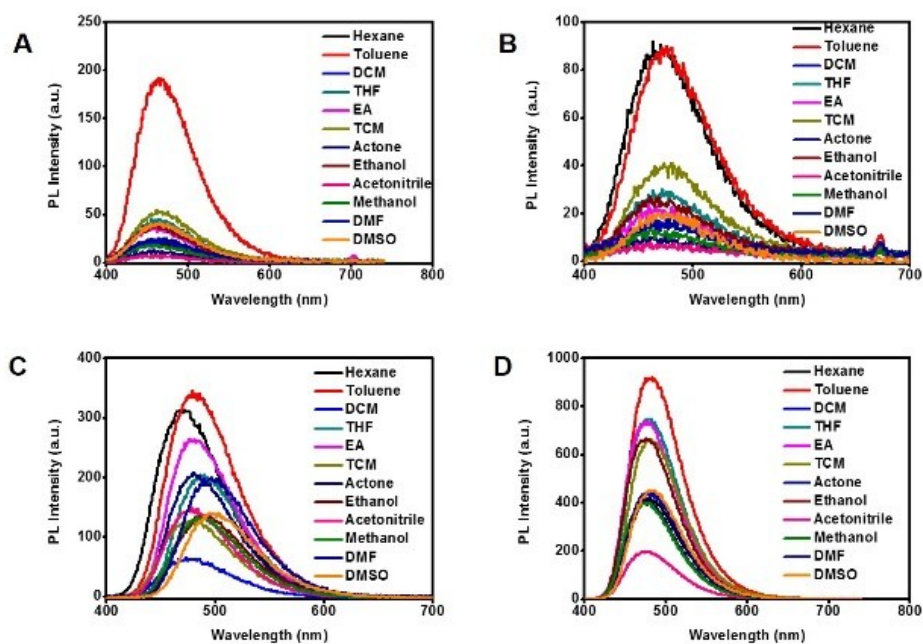 A
PL Intensity (a.u.)
250
200
150
100
50
0
400 500 600 700 800
Wavelength (nm)
Hexane
Toluene
DCM
THF
EA
TCM
Actone
Ethanol
Acetonitrile
Methanol
DMF
DMSO
B
PL Intensity (a.u.)
100
80
60
40
20
0
400 500 600 700
Wavelength (nm)
Hexane
Toluene
DCM
THF
EA
TCM
Actone
Ethanol
Acetonitrile
Methanol
DMF
DMSO
C
PL Intensity (a.u.)
400
300
200
100
0
400 500 600 700
Wavelength (nm)
Hexane
Toluene
DCM
THF
EA
TCM
Actone
Ethanol
Acetonitrile
Methanol
DMF
DMSO
D
PL Intensity (a.u.)
1000
800
600
400
200
0
400 500 600 700 800
Wavelength (nm)
Hexane
Toluene
DCM
THF
EA
TCM
Actone
Ethanol
Acetonitrile
Methanol
DMF
DMSO